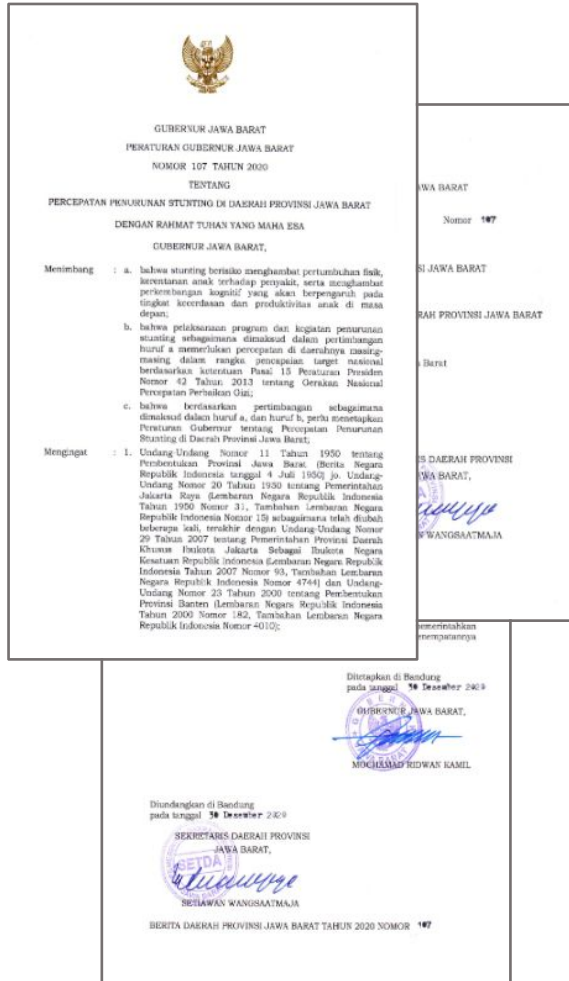 GUBERNUR JAWA BARAT
PERATURAN GUBERNUR JAWA BARAT
NOMOR 107 TAHUN 2020
TENTANG
PERCEPATAN PENURUNAN STUNTING DI DAERAH PROVINSI JAWA BARAT
DENGAN RAHMAT TUHAN YANG MAHA ESA
GUBERNUR JAWA BARAT,
Menimbang : a. bahwa stunting berisiko menghambat pertumbuhan fisik,
kerentanan anak terhadap penyakit, serta menghambat
perkembangan kognitif yang akan berpengaruh pada
tingkat kecerdasan dan produktivitas anak di masa
depan;
b. bahwa pelaksanaan program dan kegiatan penurunan
stunting sebagaimana dimaksud dalam pertimbangan
huruf a memerlukan percepatan di daerahnya masing-
masing dalam rangka pencapaian target nasional
berdasarkan ketentuan Pasal 15 Peraturan Presiden
Nomor 42 Tahun 2013 tentang Gerakan Nasional
Percepatan Perbaikan Gizi;
c. bahwa berdasarkan pertimbangan sebagaimana
dimaksud dalam huruf a, dan huruf b, perlu menetapkan
Peraturan Gubernur tentang Percepatan Penurunan
Stunting di Daerah Provinsi Jawa Barat;
Mengingat : 1. Undang-Undang Nomor 11 Tahun 1950 tentang
Pembentukan Provinsi Jawa Barat (Berita Negara
Republik Indonesia tanggal 4 Juli 1950) jo. Undang-
Undang Nomor 20 Tahun 1950 tentang Pemerintahan
Jakarta Raya (Lembaran Negara Republik Indonesia
Tahun 1950 Nomor 31, Tambahan Lembaran Negara
Republik Indonesia Nomor 15) sebagaimana telah diubah
beberapa kali, terakhir dengan Undang-Undang Nomor
29 Tahun 2007 tentang Pemerintahan Provinsi Daerah
Khusus Ibukota Jakarta Sebagai Ibukota Negara
Kesatuan Republik Indonesia (Lembaran Negara Republik
Indonesia Tahun 2007 Nomor 93, Tambahan Lembaran
Negara Republik Indonesia Nomor 4744) dan Undang-
Undang Nomor 23 Tahun 2000 tentang Pembentukan
Provinsi Banten (Lembaran Negara Republik Indonesia
Tahun 2000 Nomor 182, Tambahan Lembaran Negara
Republik Indonesia Nomor 4010);
WA BARAT
Nomor 107
SI JAWA BARAT
RAH PROVINSI JAWA BARAT
Barat
IS DAERAH PROVINSI
WA BARAT,
N WANGSAATMAJA
memerintahkan
penempatannya
Ditetapkan di Bandung
pada tanggal 30 Desember 2020
GUBERNUR JAWA BARAT,
MOCHAMAD RIDWAN KAMIL
Diundangkan di Bandung
pada tanggal 30 Desember 2020
SEKRETARIS DAERAH PROVINSI
JAWA BARAT,
SETDA
SETIAWAN WANGSAATMAJA
BERITA DAERAH PROVINSI JAWA BARAT TAHUN 2020 NOMOR 107